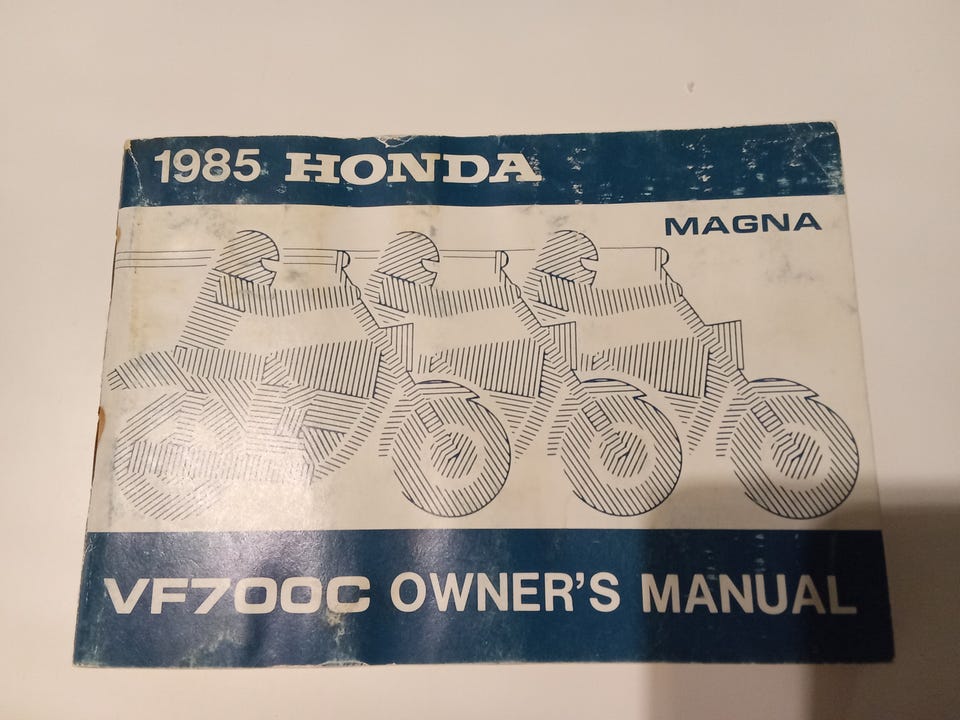 1985 HONDA
MAGNA
VF700C OWNER'S MANUAL